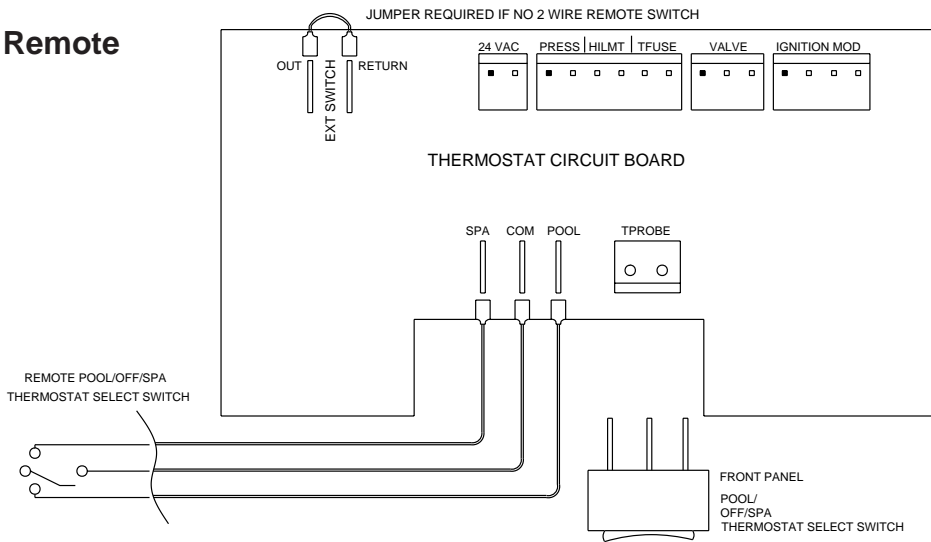 JUMPER REQUIRED IF NO 2 WIRE REMOTE SWITCH
Remote
OUT
EXT SWITCH
RETURN
24 VAC
PRESS
HILMT
TFUSE
VALVE
IGNITION MOD
THERMOSTAT CIRCUIT BOARD
SPA
COM
POOL
TPROBE
REMOTE POOL/OFF/SPA
THERMOSTAT SELECT SWITCH
FRONT PANEL
POOL/
OFF/SPA
THERMOSTAT SELECT SWITCH